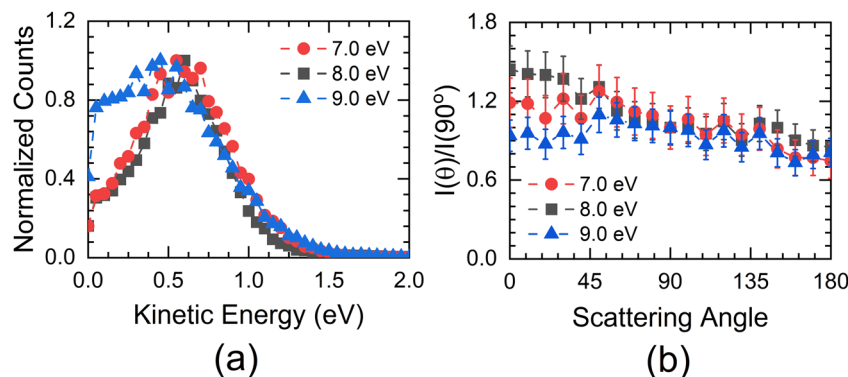 1.2
0.8
0.4
0.0
Normalized Counts
7.0 eV
8.0 eV
9.0 eV
0.0 0.5 1.0 1.5 2.0
Kinetic Energy (eV)
(a)
1.8
1.2
0.6
0.0
I(θ)/I(90°)
7.0 eV
8.0 eV
9.0 eV
0 45 90 135 180
Scattering Angle
(b)